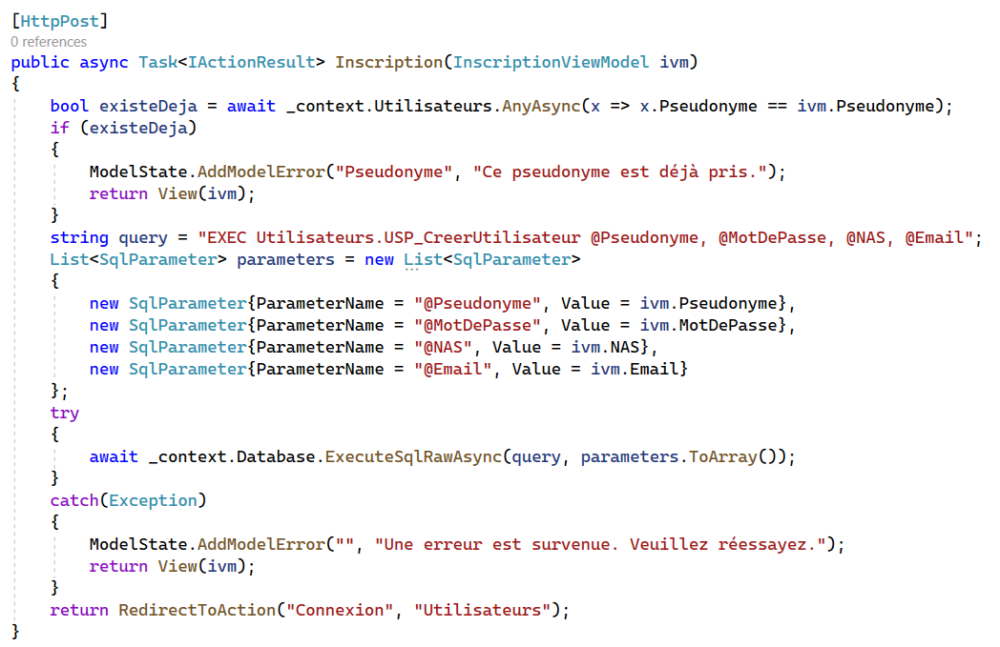 [HttpPost]
0 references
public async Task<IActionResult> Inscription(InscriptionViewModel ivm)
{
    bool existeDeja = await _context.Utilisateurs.AnyAsync(x => x.Pseudonyme == ivm.Pseudonyme);
    if (existeDeja)
    {
        ModelState.AddModelError("Pseudonyme", "Ce pseudonyme est déjà pris.");
        return View(ivm);
    }
    string query = "EXEC Utilisateurs.USP_CreerUtilisateur @Pseudonyme, @MotDePasse, @NAS, @Email";
    List<SqlParameter> parameters = new List<SqlParameter>
    {
        new SqlParameter{ParameterName = "@Pseudonyme", Value = ivm.Pseudonyme},
        new SqlParameter{ParameterName = "@MotDePasse", Value = ivm.MotDePasse},
        new SqlParameter{ParameterName = "@NAS", Value = ivm.NAS},
        new SqlParameter{ParameterName = "@Email", Value = ivm.Email}
    };
    try
    {
        await _context.Database.ExecuteSqlRawAsync(query, parameters.ToArray());
    }
    catch(Exception)
    {
        ModelState.AddModelError("", "Une erreur est survenue. Veuillez réessayez.");
        return View(ivm);
    }
    return RedirectToAction("Connexion", "Utilisateurs");
}